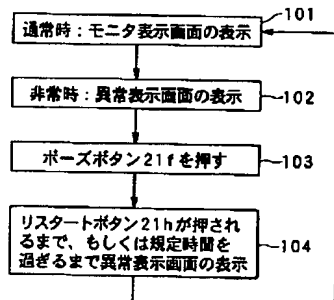 101
通常時：モニタ表示画面の表示
非常時：異常表示画面の表示
102
ポーズボタン21fを押す
103
リスタートボタン21hが押され
るまで、もしくは規定時間を
過ぎるまで異常表示画面の表示
104